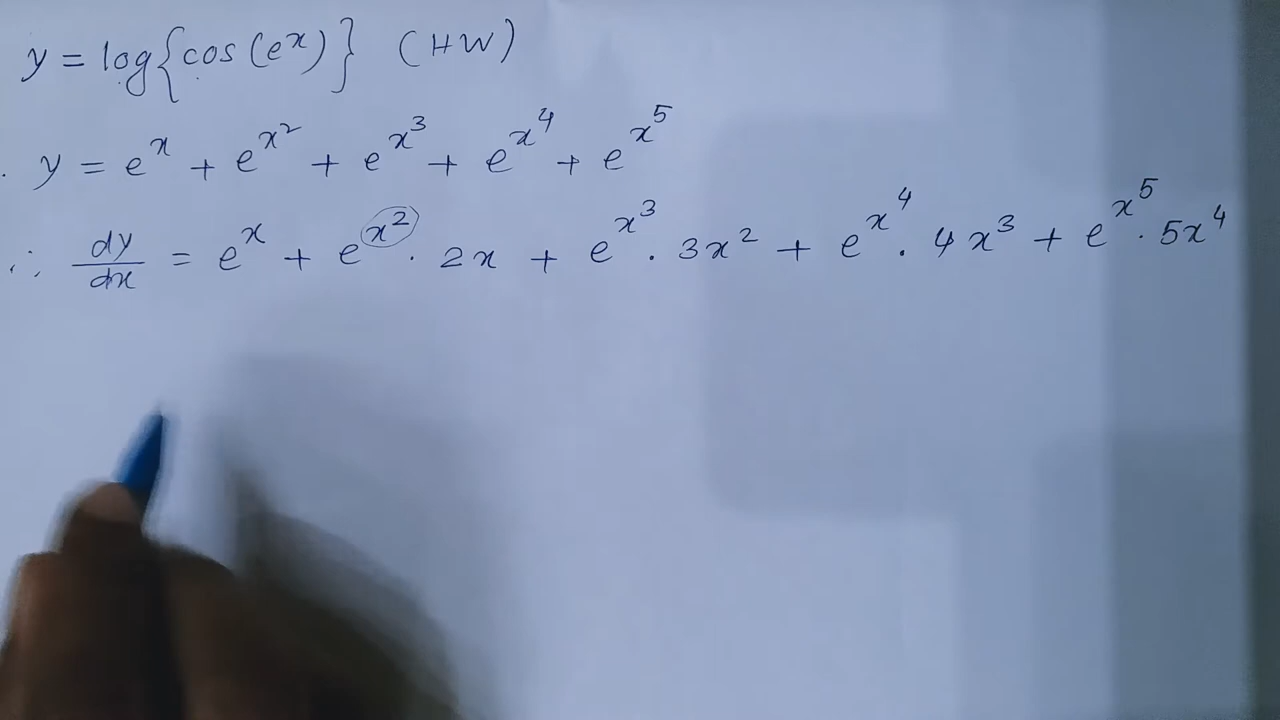 y = log{cos(e^x)} (HW)
. y = e^x + e^{x^2} + e^{x^3} + e^{x^4} + e^{x^5}
∴ dy/dx = e^x + e^{x^2} . 2x + e^{x^3} . 3x^2 + e^{x^4} . 4x^3 + e^{x^5} . 5x^4